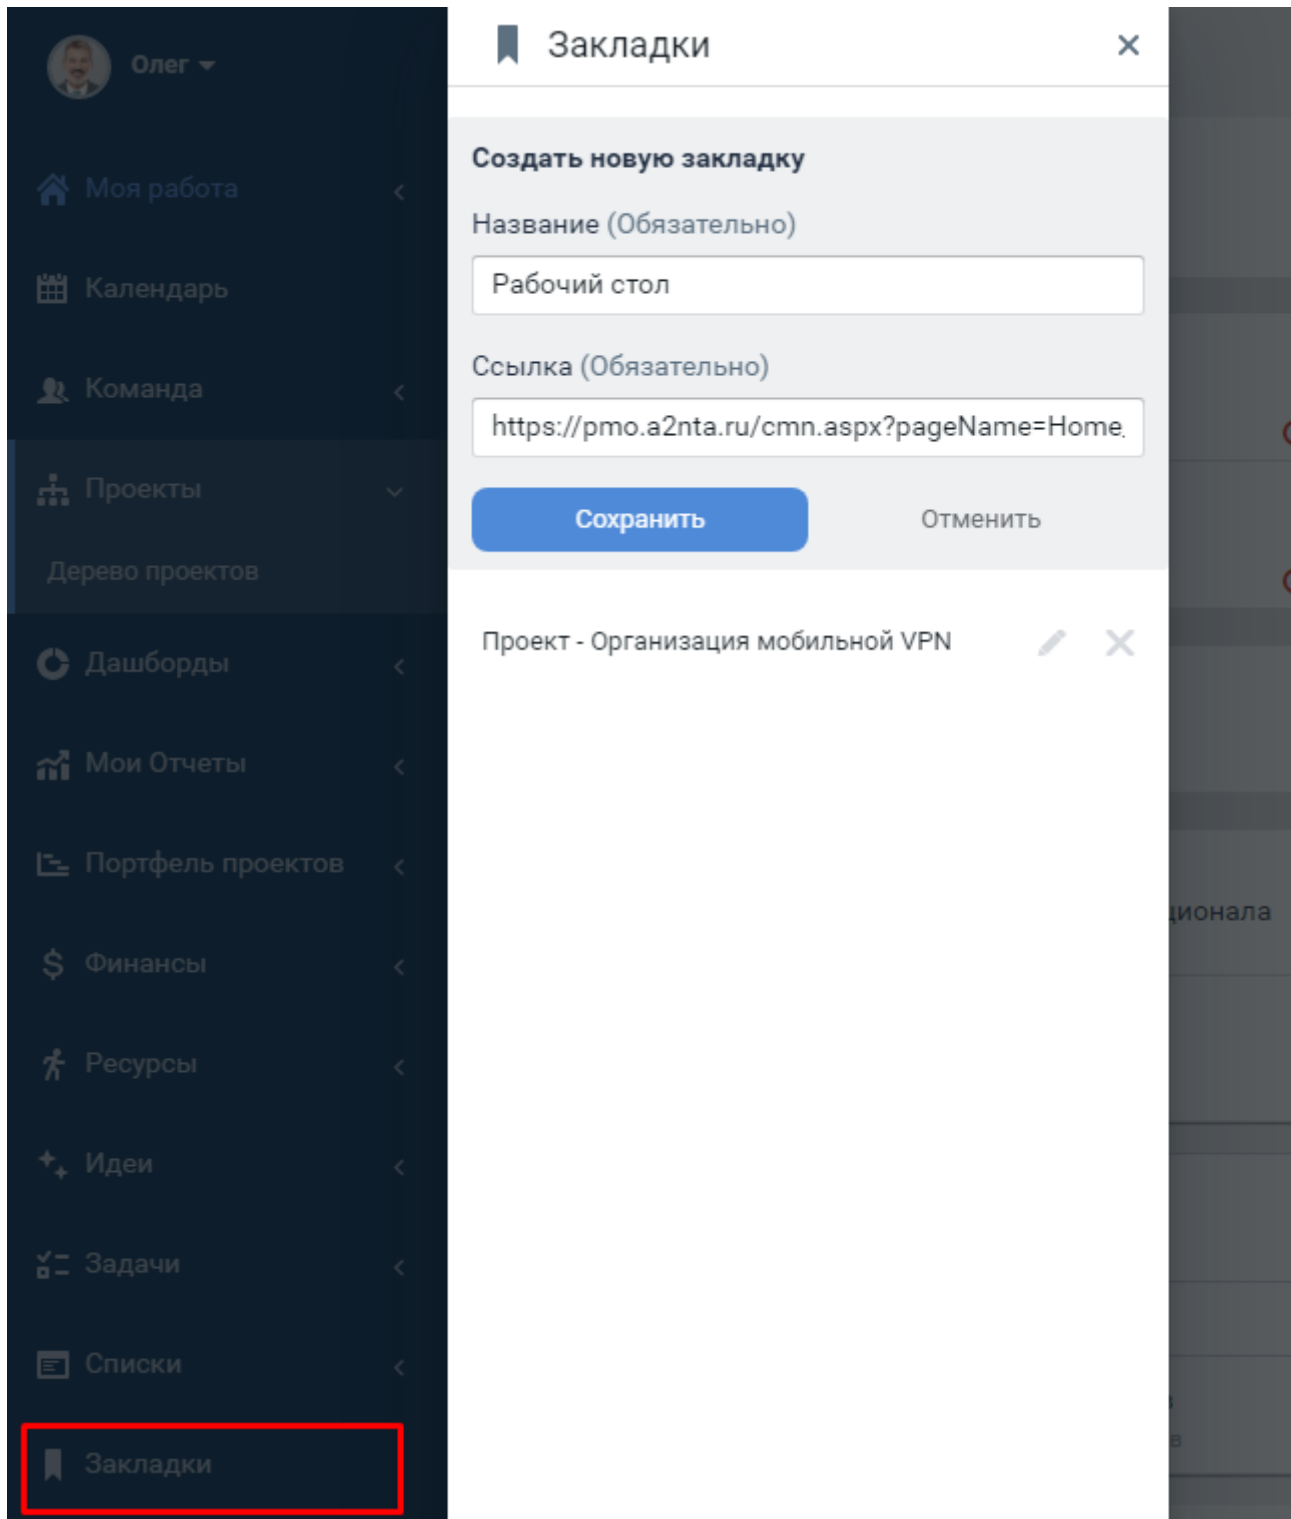 Олег
Моя работа
Календарь
Команда
Проекты
Дерево проектов
Дашборды
Мои Отчеты
Портфель проектов
Финансы
Ресурсы
Идеи
Задачи
Списки
Закладки
Закладки
Создать новую закладку
Название (Обязательно)
Рабочий стол
Ссылка (Обязательно)
https://pmo.a2nta.ru/cmn.aspx?pageName=Home_
Сохранить
Отменить
Проект - Организация мобильной VPN
ционала
в